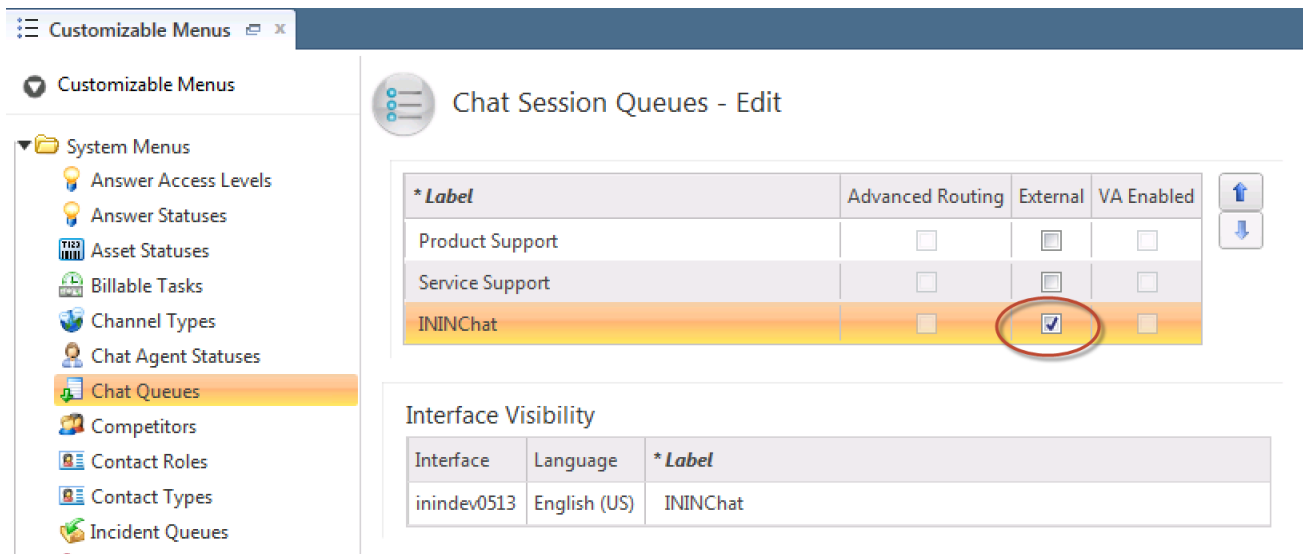 Customizable Menus
Customizable Menus
System Menus
Answer Access Levels
Answer Statuses
Asset Statuses
Billable Tasks
Channel Types
Chat Agent Statuses
Chat Queues
Competitors
Contact Roles
Contact Types
Incident Queues
Chat Session Queues - Edit
* Label Advanced Routing External VA Enabled
Product Support
Service Support
ININChat
Interface Visibility
Interface Language * Label
inindev0513 English (US) ININChat